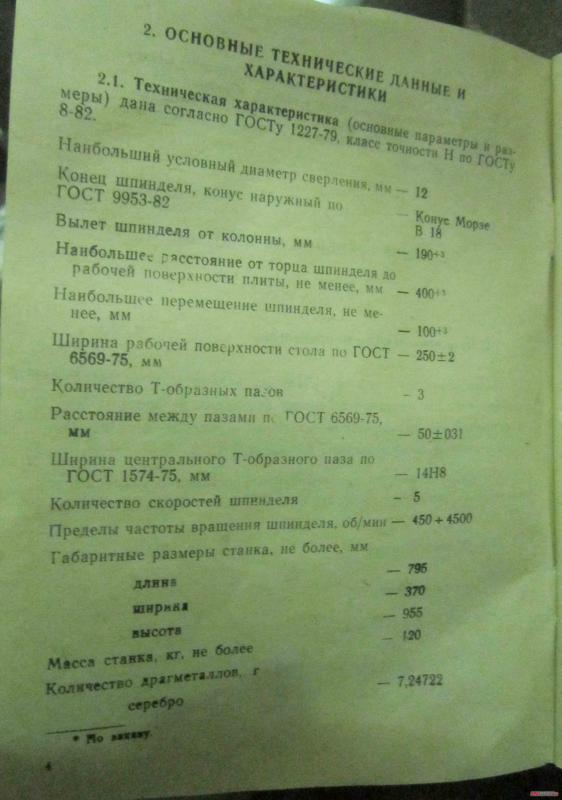 2. ОСНОВНЫЕ ТЕХНИЧЕСКИЕ ДАННЫЕ И
ХАРАКТЕРИСТИКИ
2.1. Техническая характеристика (основные параметры и раз-
меры) дана согласно ГОСТу 1227-79, класс точности Н по ГОСТу
8-82.
Наибольший условный диаметр сверления, мм — 12
Конец шпинделя, конус наружный по
ГОСТ 9953-82 — Конус Морзе
В 18
Вылет шпинделя от колонны, мм — 190+3
Наибольшее расстояние от торца шпинделя до
рабочей поверхности плиты, не менее, мм — 400+3
Наибольшее перемещение шпинделя, не ме-
нее, мм — 100+3
Ширина рабочей поверхности стола по ГОСТ — 250±2
6569-75, мм
Количество Т-образных пазов – 3
Расстояние между пазами по ГОСТ 6569-75,
мм — 50±031
Ширина центрального Т-образного паза по
ГОСТ 1574-75, мм — 14Н8
Количество скоростей шпинделя – 5
Пределы частоты вращения шпинделя, об/мин — 450÷4500
Габаритные размеры станка, не более, мм
длина — 795
ширина — 370
высота — 955
Масса станка, кг, не более — 120
Количество драгметаллов, г
серебро — 7,24722
* По заказу.
4